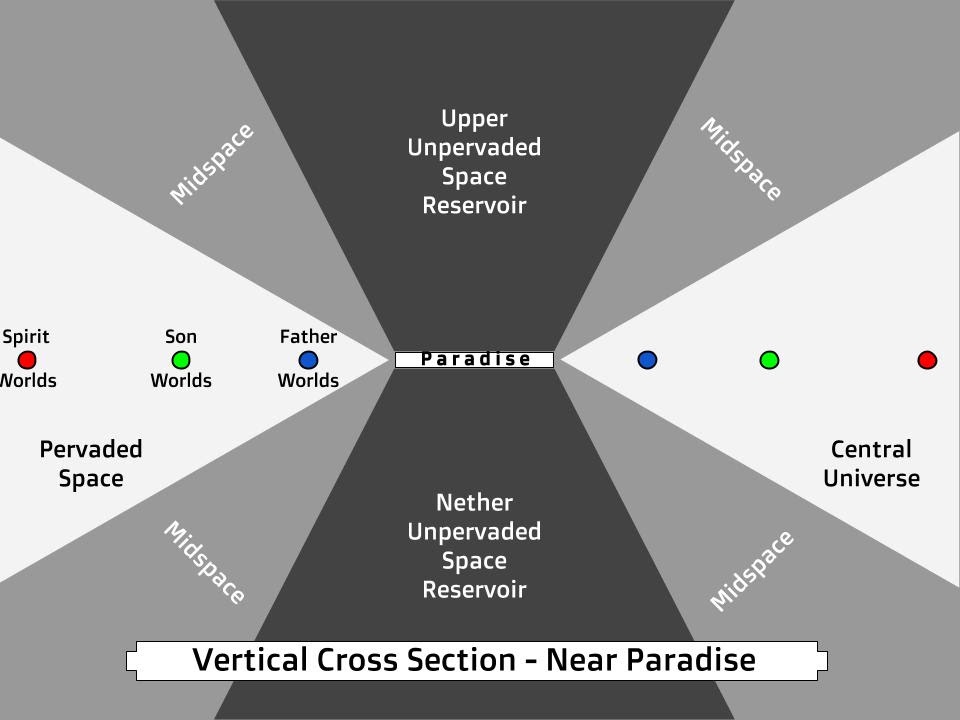 Upper
Unpervaded
Space
Reservoir
Midspace
Midspace
Spirit
Worlds
Son
Worlds
Father
Worlds
Paradise
Pervaded
Space
Central
Universe
Nether
Unpervaded
Space
Reservoir
Midspace
Midspace
Vertical Cross Section - Near Paradise